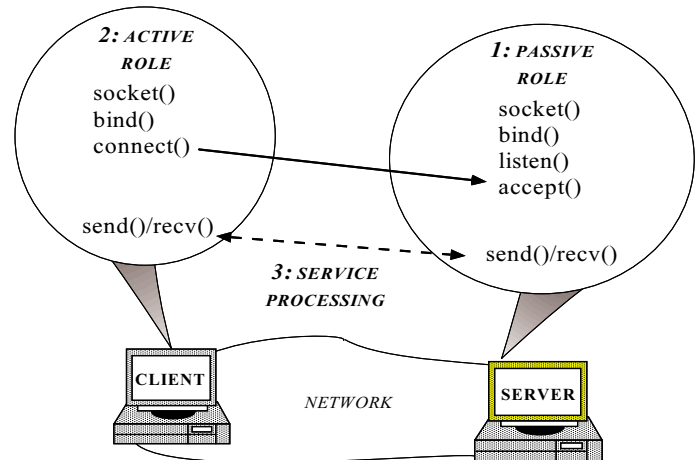 2: ACTIVE
ROLE
socket()
bind()
connect()
send()/recv()
1: PASSIVE
ROLE
socket()
bind()
listen()
accept()
send()/recv()
3: SERVICE
PROCESSING
CLIENT
NETWORK
SERVER